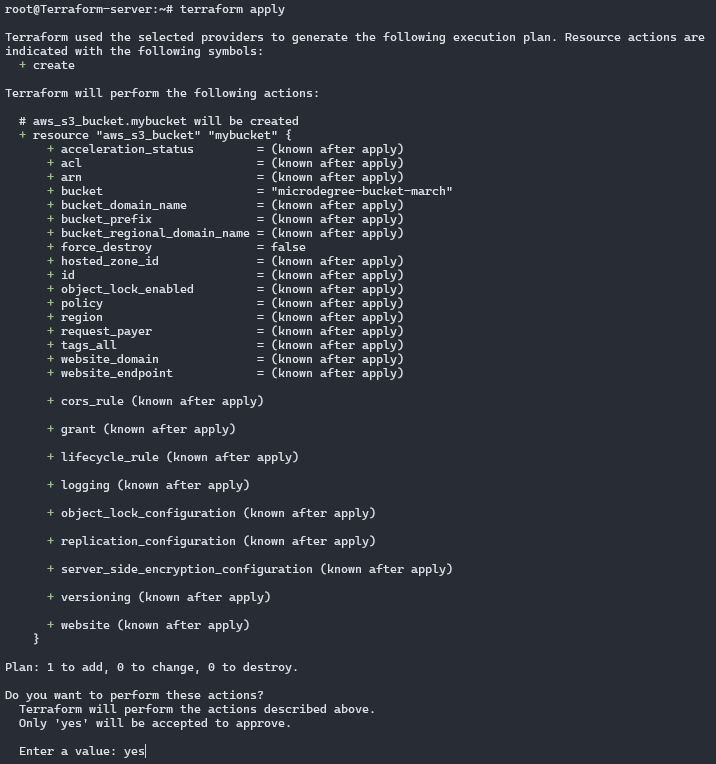 root@Terraform-server:~# terraform apply
Terraform used the selected providers to generate the following execution plan. Resource actions are
indicated with the following symbols:
  + create
Terraform will perform the following actions:
  # aws_s3_bucket.mybucket will be created
  + resource "aws_s3_bucket" "mybucket" {
      + acceleration_status         = (known after apply)
      + acl                         = (known after apply)
      + arn                         = (known after apply)
      + bucket                      = "microdegree-bucket-march"
      + bucket_domain_name          = (known after apply)
      + bucket_prefix               = (known after apply)
      + bucket_regional_domain_name = (known after apply)
      + force_destroy               = false
      + hosted_zone_id              = (known after apply)
      + id                          = (known after apply)
      + object_lock_enabled         = (known after apply)
      + policy                      = (known after apply)
      + region                      = (known after apply)
      + request_payer               = (known after apply)
      + tags_all                    = (known after apply)
      + website_domain              = (known after apply)
      + website_endpoint            = (known after apply)
      + cors_rule (known after apply)
      + grant (known after apply)
      + lifecycle_rule (known after apply)
      + logging (known after apply)
      + object_lock_configuration (known after apply)
      + replication_configuration (known after apply)
      + server_side_encryption_configuration (known after apply)
      + versioning (known after apply)
      + website (known after apply)
    }
Plan: 1 to add, 0 to change, 0 to destroy.
Do you want to perform these actions?
  Terraform will perform the actions described above.
  Only 'yes' will be accepted to approve.
  Enter a value: yes